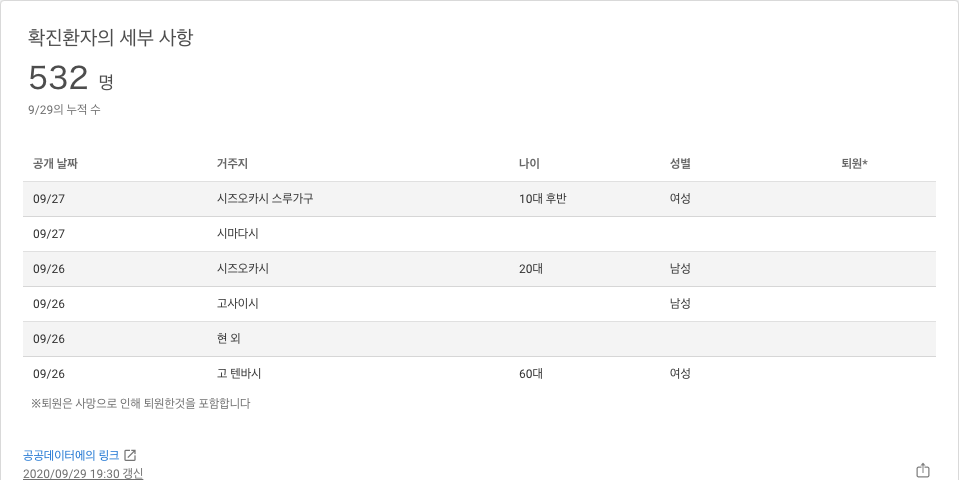 확진환자의 세부 사항
532 명
9/29의 누적 수
공개 날짜 거주지 나이 성별 퇴원*
09/27 시즈오카시 스루가구 10대 후반 여성
09/27 시마다시
09/26 시즈오카시 20대 남성
09/26 고사이시 남성
09/26 현 외
09/26 고 텐바시 60대 여성
※퇴원은 사망으로 인해 퇴원한것을 포함합니다
공공데이터에의 링크
2020/09/29 19:30 갱신